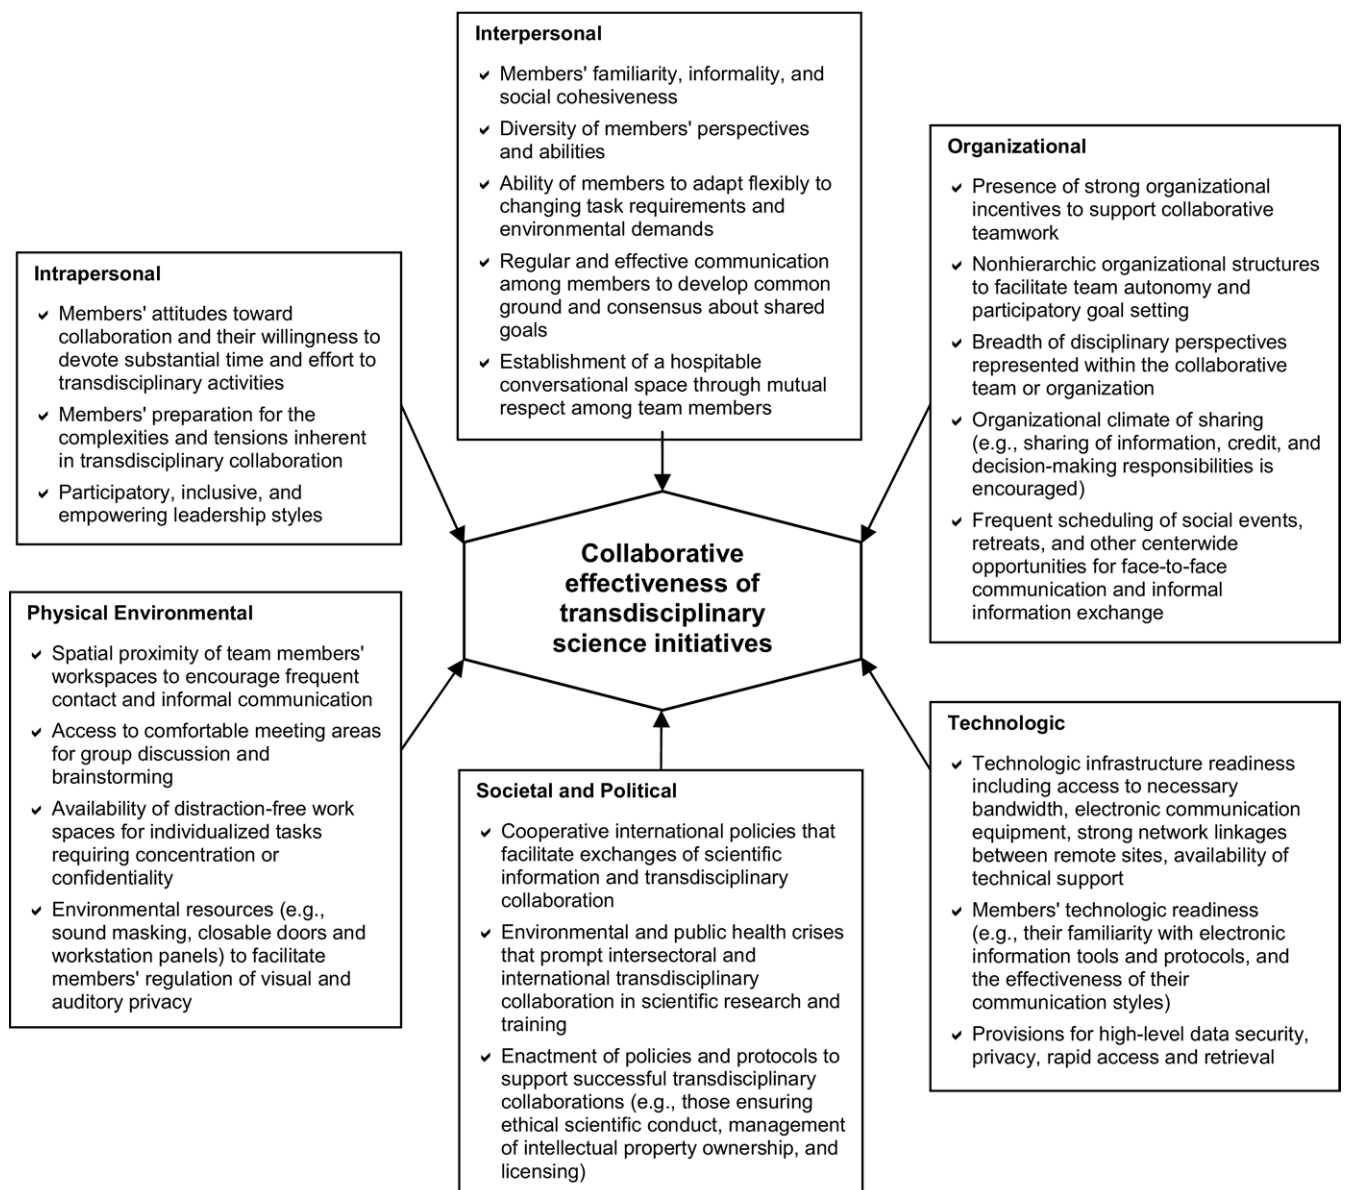 Interpersonal
✓ Members' familiarity, informality, and
social cohesiveness
✓ Diversity of members' perspectives
and abilities
✓ Ability of members to adapt flexibly to
changing task requirements and
environmental demands
✓ Regular and effective communication
among members to develop common
ground and consensus about shared
goals
✓ Establishment of a hospitable
conversational space through mutual
respect among team members
Organizational
✓ Presence of strong organizational
incentives to support collaborative
teamwork
✓ Nonhierarchic organizational structures
to facilitate team autonomy and
participatory goal setting
✓ Breadth of disciplinary perspectives
represented within the collaborative
team or organization
✓ Organizational climate of sharing
(e.g., sharing of information, credit, and
decision-making responsibilities is
encouraged)
✓ Frequent scheduling of social events,
retreats, and other centerwide
opportunities for face-to-face
communication and informal
information exchange
Intrapersonal
✓ Members' attitudes toward
collaboration and their willingness to
devote substantial time and effort to
transdisciplinary activities
✓ Members' preparation for the
complexities and tensions inherent
in transdisciplinary collaboration
✓ Participatory, inclusive, and
empowering leadership styles
Collaborative
effectiveness of
transdisciplinary
science initiatives
Physical Environmental
✓ Spatial proximity of team members'
workspaces to encourage frequent
contact and informal communication
✓ Access to comfortable meeting areas
for group discussion and
brainstorming
✓ Availability of distraction-free work
spaces for individualized tasks
requiring concentration or
confidentiality
✓ Environmental resources (e.g.,
sound masking, closable doors and
workstation panels) to facilitate
members' regulation of visual and
auditory privacy
Societal and Political
✓ Cooperative international policies that
facilitate exchanges of scientific
information and transdisciplinary
collaboration
✓ Environmental and public health crises
that prompt intersectoral and
international transdisciplinary
collaboration in scientific research and
training
✓ Enactment of policies and protocols to
support successful transdisciplinary
collaborations (e.g., those ensuring
ethical scientific conduct, management
of intellectual property ownership, and
licensing)
Technologic
✓ Technologic infrastructure readiness
including access to necessary
bandwidth, electronic communication
equipment, strong network linkages
between remote sites, availability of
technical support
✓ Members' technologic readiness
(e.g., their familiarity with electronic
information tools and protocols, and
the effectiveness of their
communication styles)
✓ Provisions for high-level data security,
privacy, rapid access and retrieval